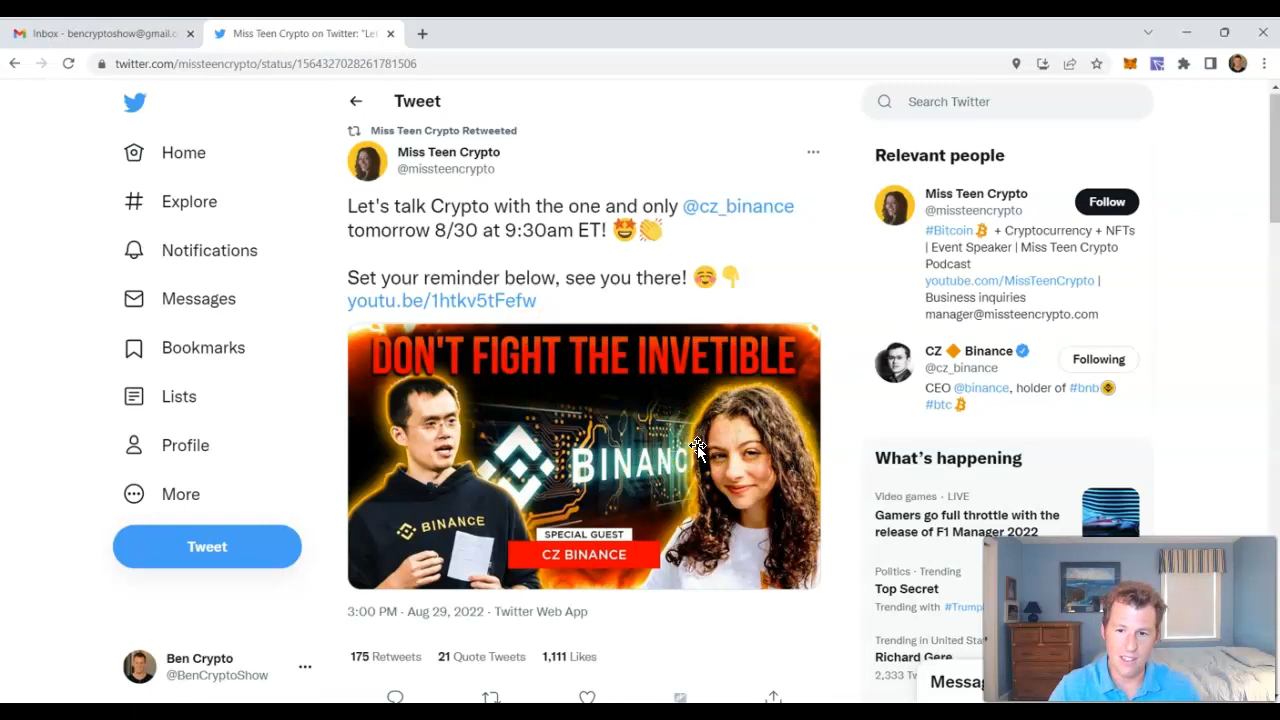 Inbox - bencryptoshow@gmail.c
Miss Teen Crypto on Twitter: "Le
twitter.com/missteencrypto/status/1564327028261781506
Home
Explore
Notifications
Messages
Bookmarks
Lists
Profile
More
Tweet
Ben Crypto
@BenCryptoShow
Tweet
Miss Teen Crypto Retweeted
Miss Teen Crypto
@missteencrypto
Let's talk Crypto with the one and only @cz_binance
tomorrow 8/30 at 9:30am ET! 🤩👏
Set your reminder below, see you there! ☺️👇
youtu.be/1htkv5tFefw
DON'T FIGHT THE INVETIBLE
BINANC
BINANCE
SPECIAL GUEST
CZ BINANCE
3:00 PM · Aug 29, 2022 · Twitter Web App
175 Retweets 21 Quote Tweets 1,111 Likes
Search Twitter
Relevant people
Miss Teen Crypto
@missteencrypto
Follow
#Bitcoin + Cryptocurrency + NFTs
| Event Speaker | Miss Teen Crypto
Podcast
youtube.com/MissTeenCrypto |
Business inquiries
manager@missteencrypto.com
CZ 🔶 Binance
@cz_binance
Following
CEO @binance, holder of #bnb
#btc
What's happening
Video games · LIVE
Gamers go full throttle with the
release of F1 Manager 2022
Politics · Trending
Top Secret
Trending with #Trump
Trending in United Sta
Richard Gere
2,333 Tw
Messa